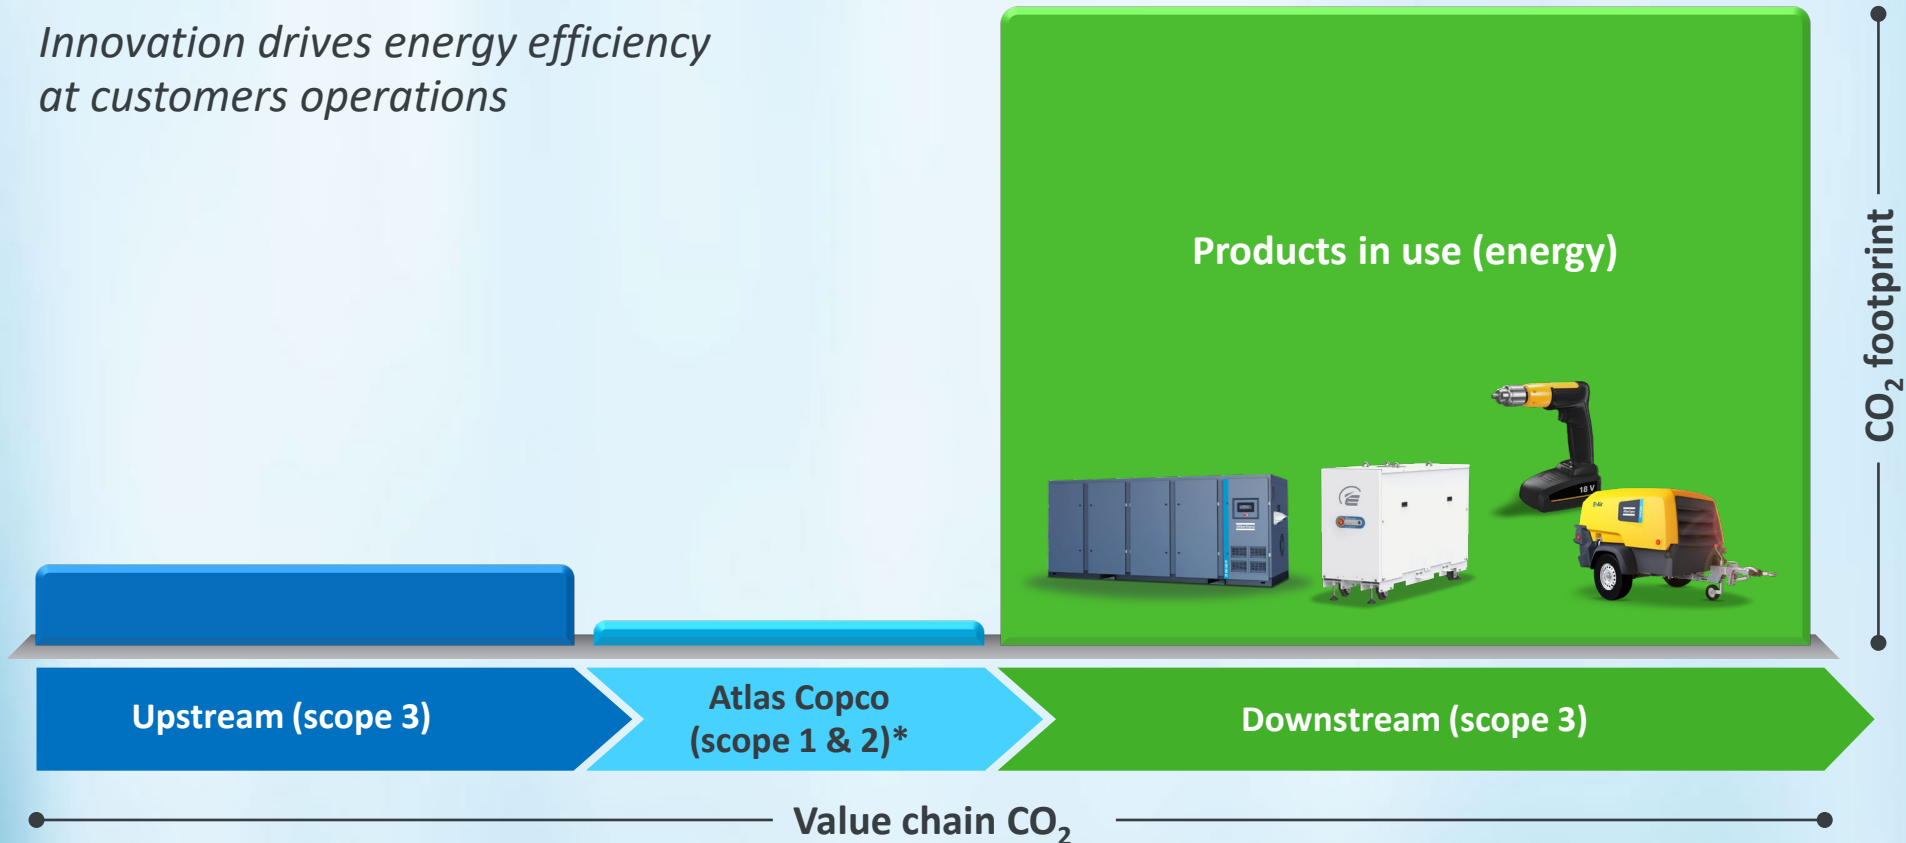 Innovation drives energy efficiency
at customers operations
Products in use (energy)
CO₂ footprint
18 V
Upstream (scope 3)
Atlas Copco
(scope 1 & 2)*
Downstream (scope 3)
Value chain CO₂